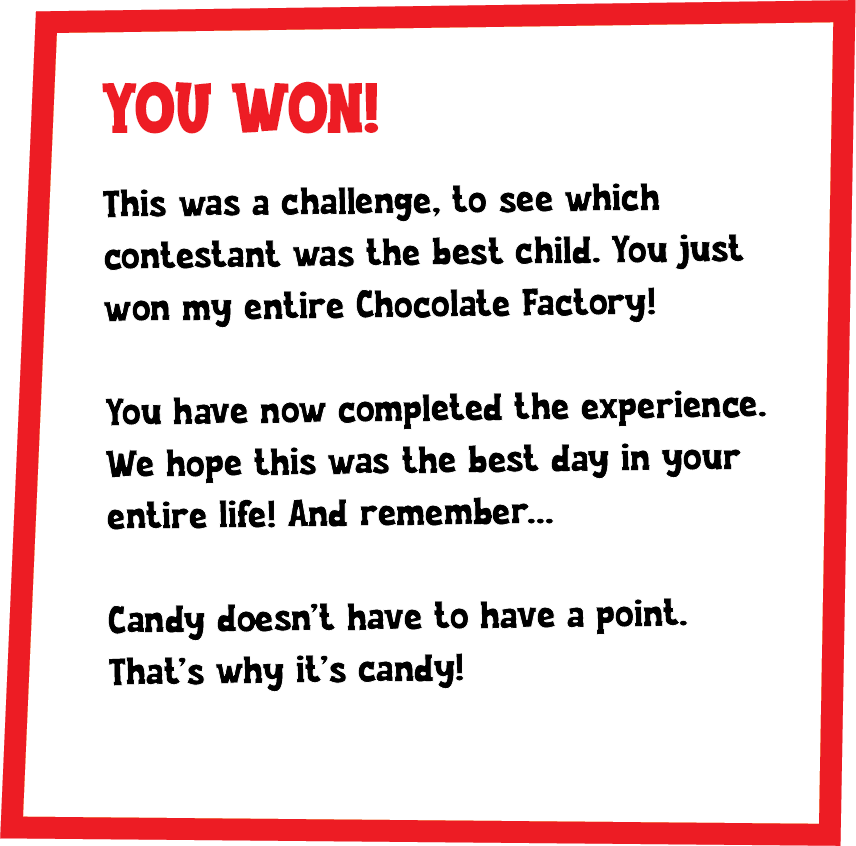 YOU WON!
This was a challenge, to see which
contestant was the best child. You just
won my entire Chocolate Factory!
You have now completed the experience.
We hope this was the best day in your
entire life! And remember...
Candy doesn't have to have a point.
That's why it's candy!